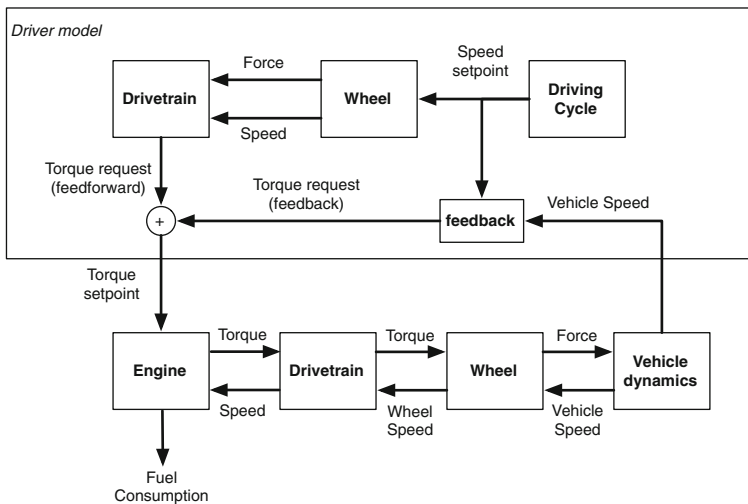 Driver model
Force
Speed
setpoint
Drivetrain
Wheel
Driving
Cycle
Speed
Torque request
(feedforward)
Torque request
(feedback)
Vehicle Speed
+
feedback
Torque
setpoint
Torque
Torque
Force
Engine
Drivetrain
Wheel
Vehicle
dynamics
Speed
Wheel
Speed
Vehicle
Speed
Fuel
Consumption